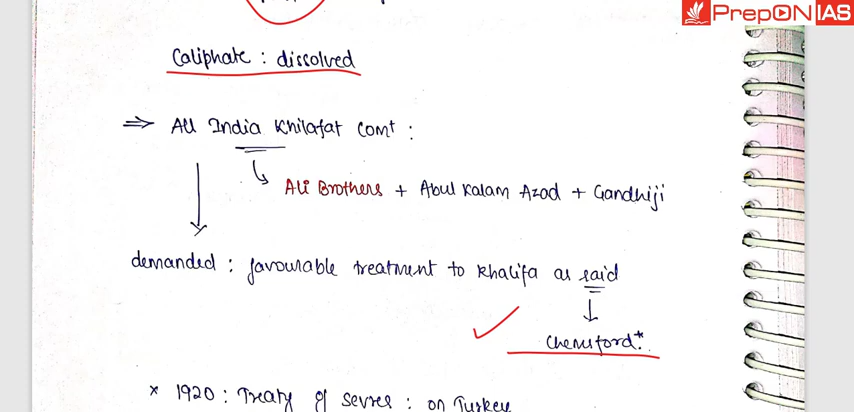 PrepON IAS
Caliphate : dissolved
⇒ All India Khilafat Comt :
Ali Brothers + Abul Kalam Azad + Gandhiji
demanded : favourable treatment to Khalifa as said
Chemsford*.
* 1920 : Treaty of Sevres : on Turkey